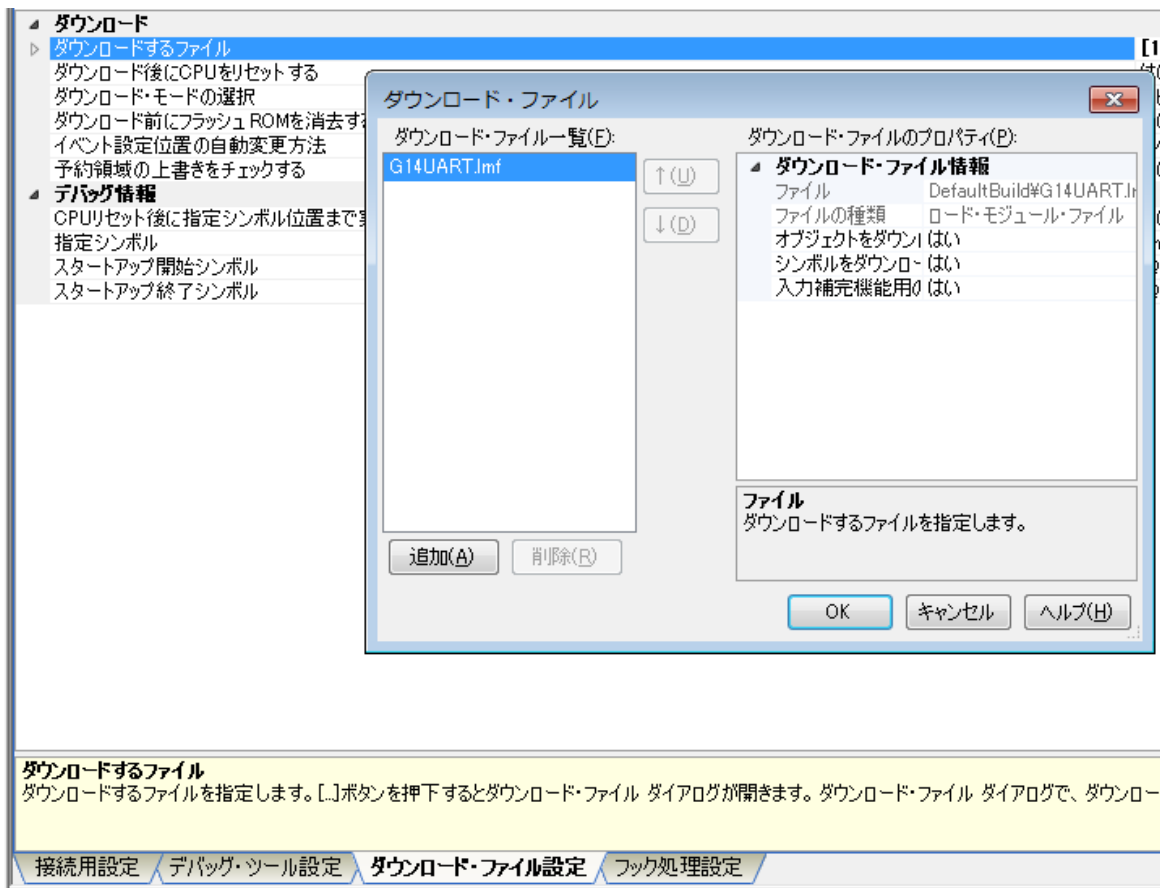 ダウンロード
ダウンロードするファイル
[1
ダウンロード後にCPUをリセットする
ダウンロード・モードの選択
ダウンロード前にフラッシュROMを消去す
イベント設定位置の自動変更方法
予約領域の上書きをチェックする
デバッグ情報
CPUリセット後に指定シンボル位置まで
指定シンボル
スタートアップ開始シンボル
スタートアップ終了シンボル
ダウンロード・ファイル
ダウンロード・ファイル一覧(F):
G14UART.lmf
↑(U)
↓(D)
追加(A)
削除(R)
ダウンロード・ファイルのプロパティ(P):
ダウンロード・ファイル情報
ファイル DefaultBuild¥G14UART.l
ファイルの種類 ロード・モジュール・ファイル
オブジェクトをダウン はい
シンボルをダウンロー はい
入力補完機能用の はい
ファイル
ダウンロードするファイルを指定します。
OK
キャンセル
ヘルプ(H)
ダウンロードするファイル
ダウンロードするファイルを指定します。[...]ボタンを押下するとダウンロード・ファイル ダイアログが開きます。ダウンロード・ファイル ダイアログで、ダウンロー
接続用設定
デバッグ・ツール設定
ダウンロード・ファイル設定
フック処理設定